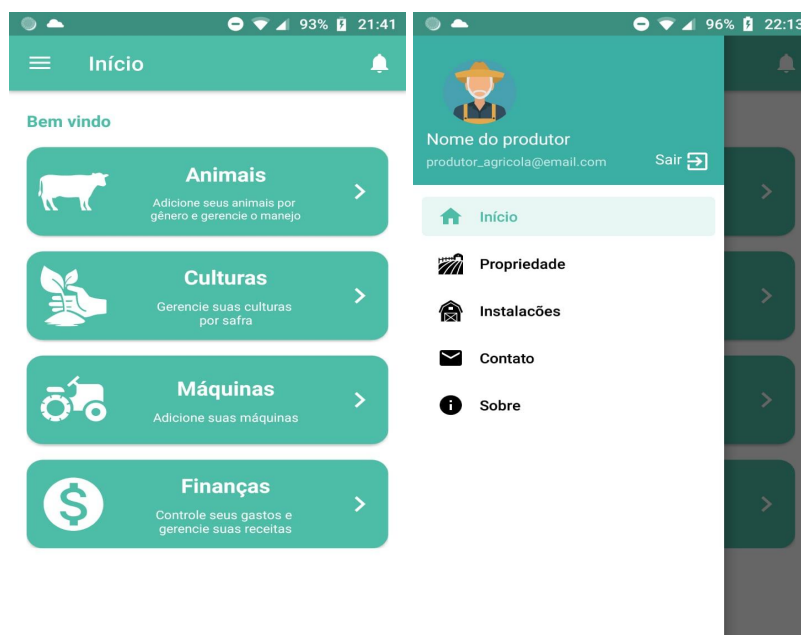 93% 21:41
Início
Bem vindo
Animais
Adicione seus animais por
gênero e gerencie o manejo
Culturas
Gerencie suas culturas
por safra
Máquinas
Adicione suas máquinas
Finanças
Controle seus gastos e
gerencie suas receitas
96% 22:13
Nome do produtor
produtor_agricola@email.com Sair
Início
Propriedade
Instalacões
Contato
Sobre